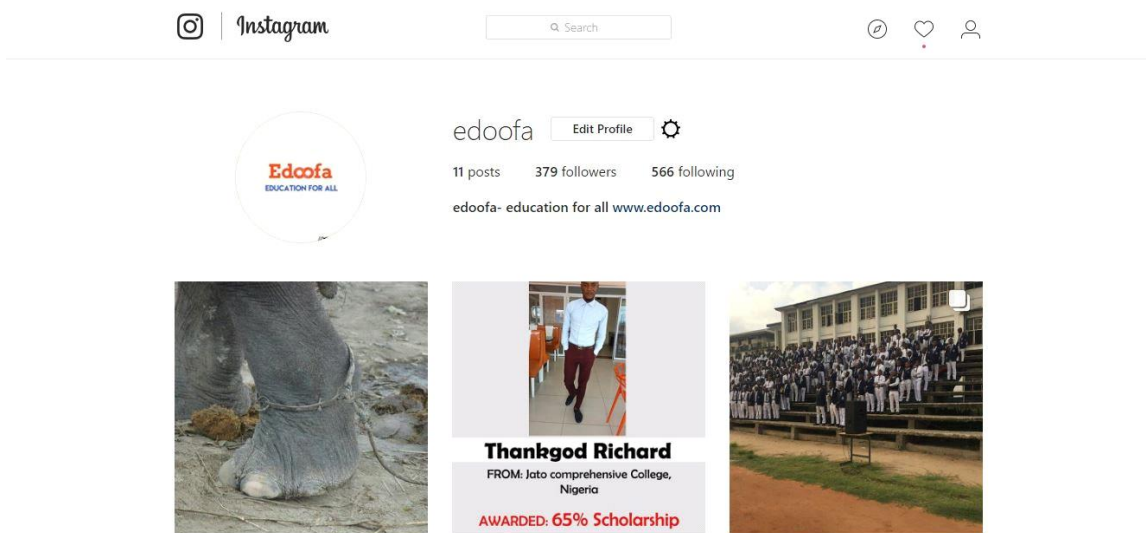 Instagram
Search
edoofa Edit Profile
11 posts 379 followers 566 following
edoofa- education for all www.edoofa.com
Edoofa
EDUCATION FOR ALL
Thankgod Richard
FROM: Jato comprehensive College,
Nigeria
AWARDED: 65% Scholarship